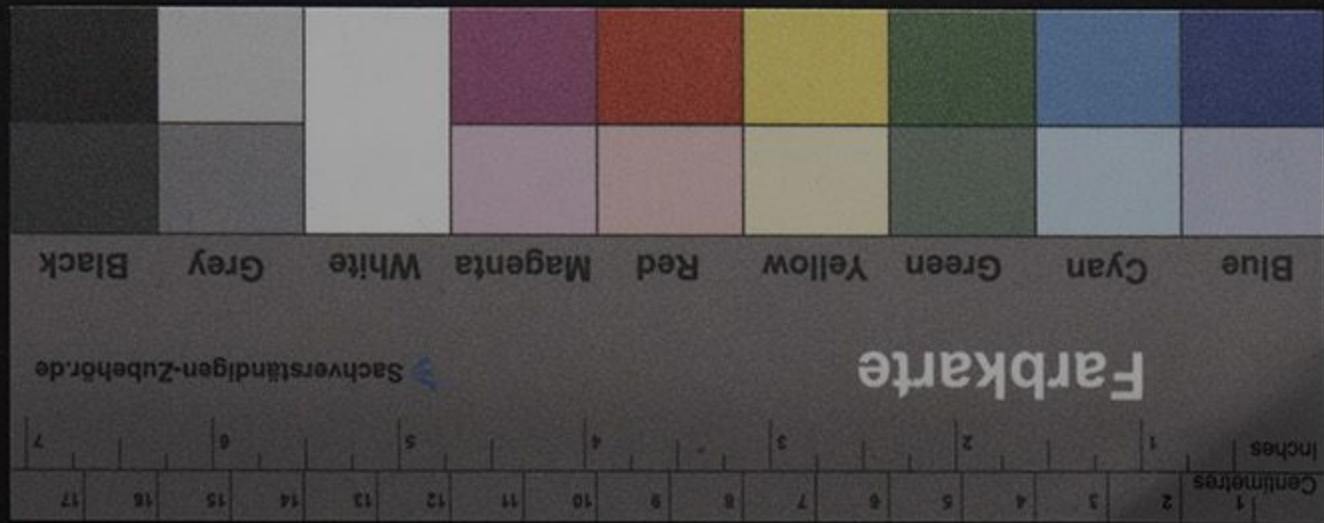 1 2 3 4 5 6 7 8 9 10 11 12 13 14 15 16 17
Centimetres
inches 1 2 3 4 5 6 7
Farbkarte Sachverständigen-Zubehör.de
Blue Cyan Green Yellow Red Magenta White Grey Black